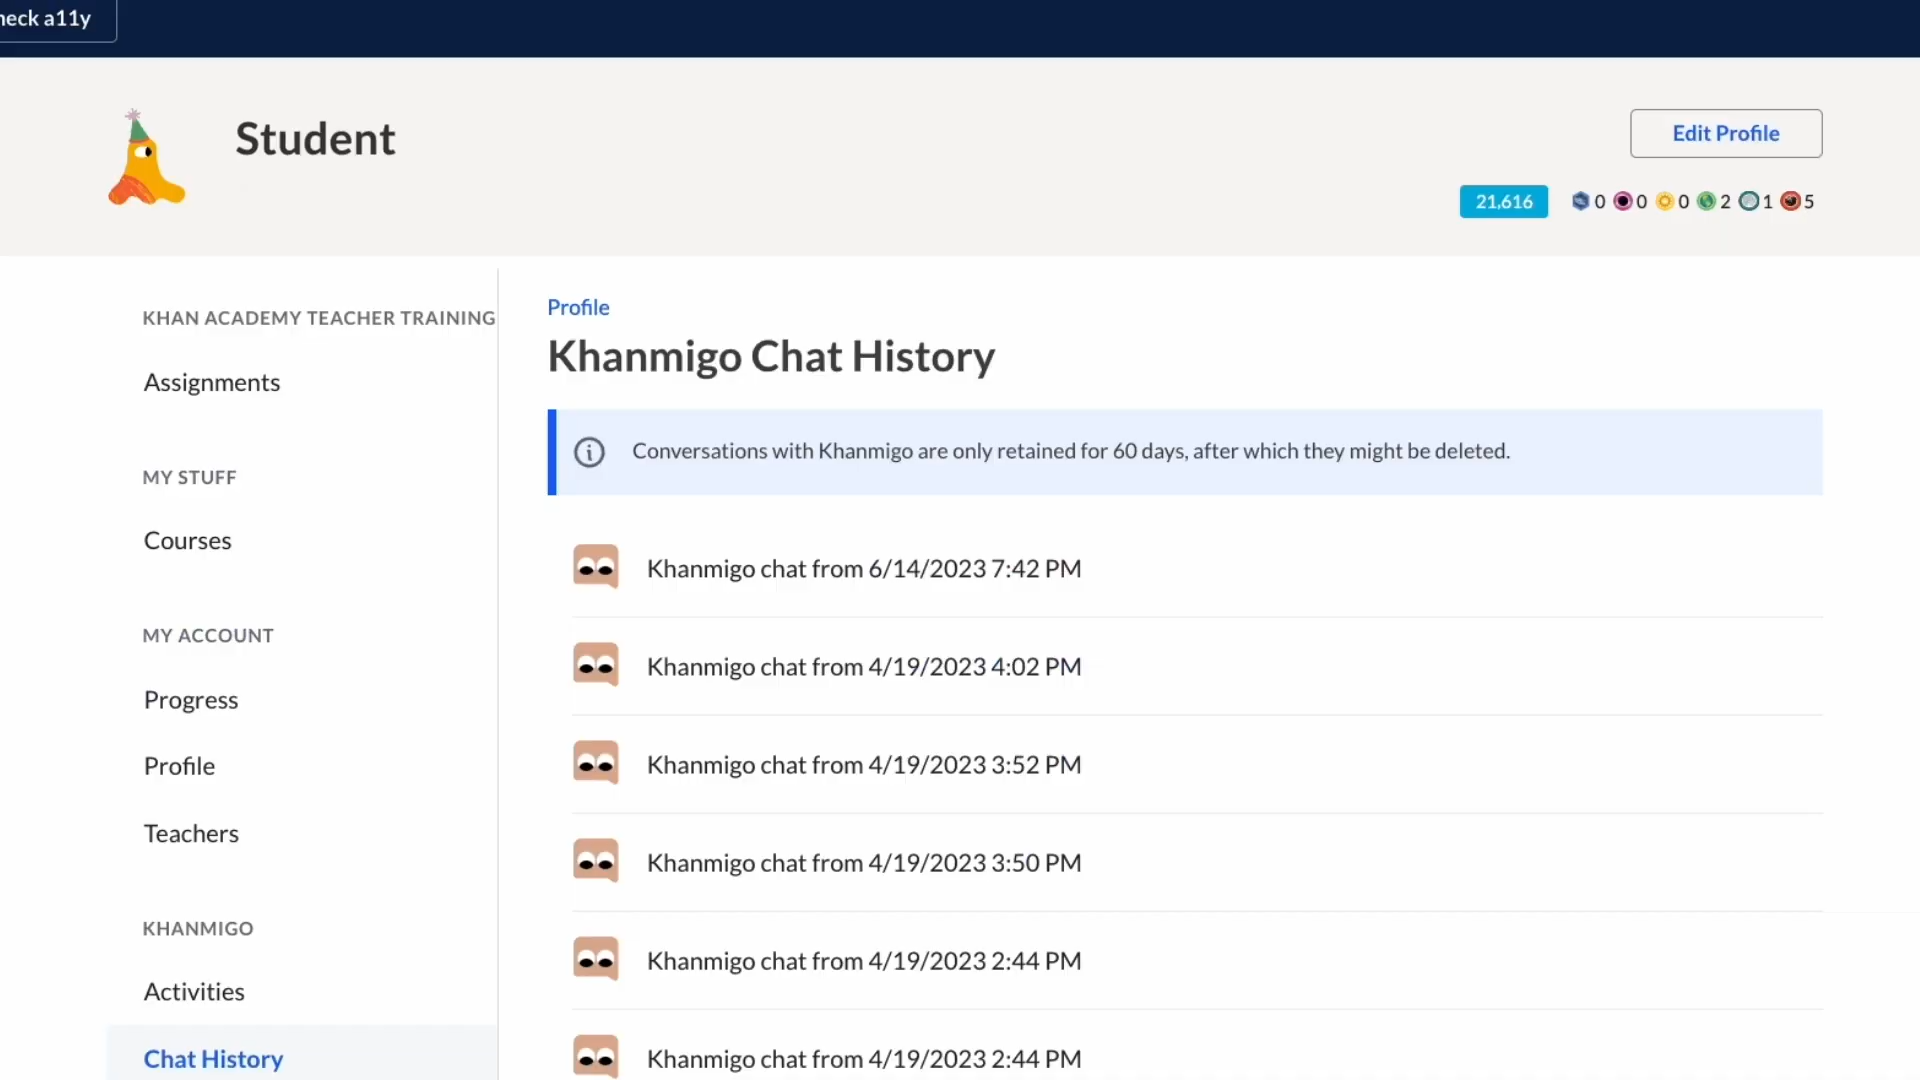 heck a11y
Student
Edit Profile
21,616 0 0 0 2 1 5
KHAN ACADEMY TEACHER TRAINING
Assignments
MY STUFF
Courses
MY ACCOUNT
Progress
Profile
Teachers
KHANMIGO
Activities
Chat History
Profile
Khanmigo Chat History
Conversations with Khanmigo are only retained for 60 days, after which they might be deleted.
Khanmigo chat from 6/14/2023 7:42 PM
Khanmigo chat from 4/19/2023 4:02 PM
Khanmigo chat from 4/19/2023 3:52 PM
Khanmigo chat from 4/19/2023 3:50 PM
Khanmigo chat from 4/19/2023 2:44 PM
Khanmigo chat from 4/19/2023 2:44 PM